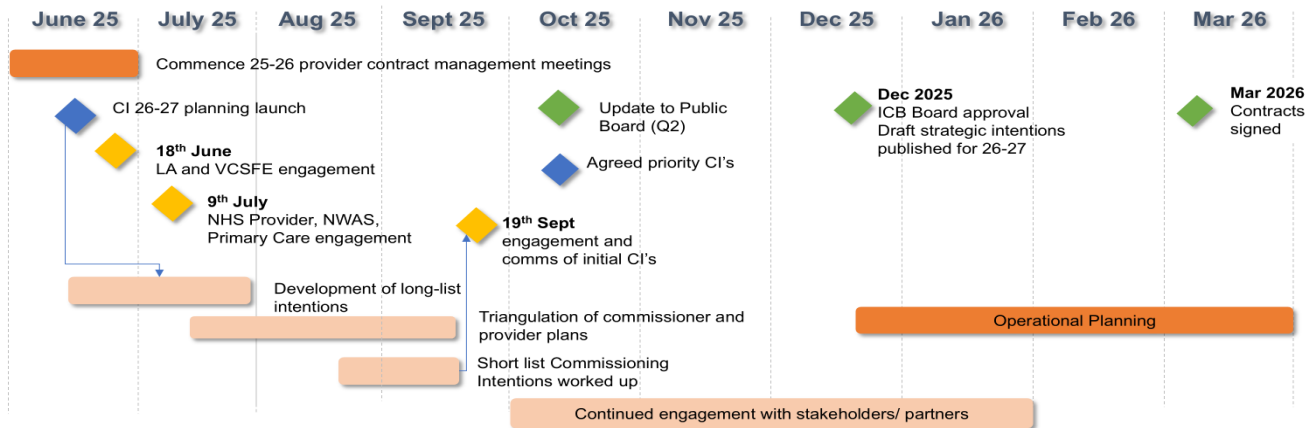 June 25 July 25 Aug 25 Sept 25 Oct 25 Nov 25 Dec 25 Jan 26 Feb 26 Mar 26
Commence 25-26 provider contract management meetings
CI 26-27 planning launch
18th June
LA and VCSFE engagement
9th July
NHS Provider, NWAS,
Primary Care engagement
Update to Public
Board (Q2)
Agreed priority CI's
19th Sept
engagement and
comms of initial CI's
Dec 2025
ICB Board approval
Draft strategic intentions
published for 26-27
Mar 2026
Contracts
signed
Development of long-list
intentions
Triangulation of commissioner and
provider plans
Operational Planning
Short list Commissioning
Intentions worked up
Continued engagement with stakeholders/ partners